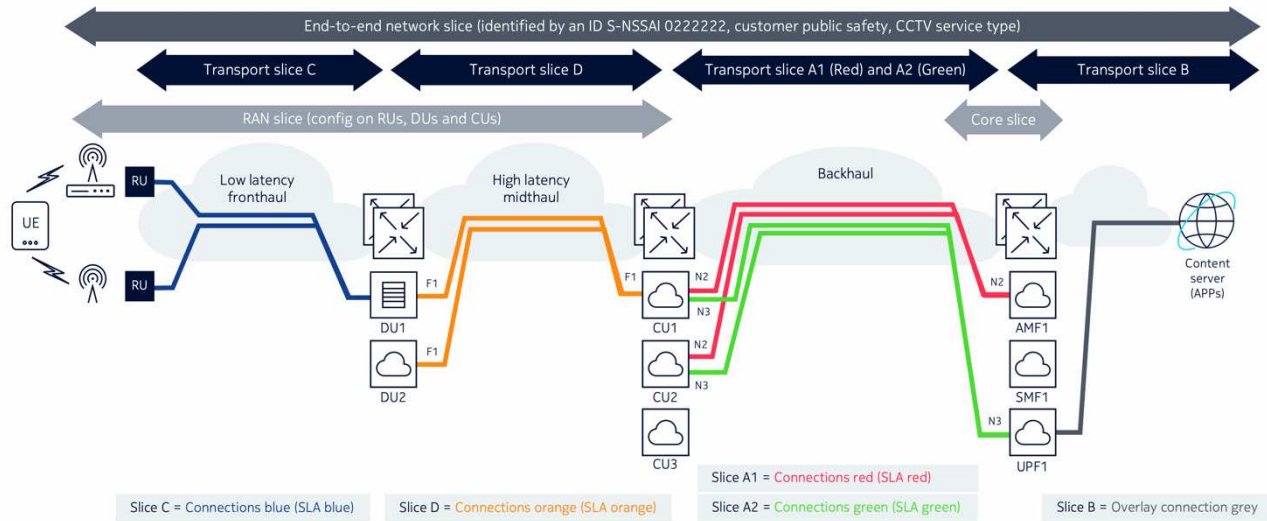 End-to-end network slice (identified by an ID S-NSSAI 0222222, customer public safety, CCTV service type)
Transport slice C
Transport slice D
Transport slice A1 (Red) and A2 (Green)
Transport slice B
RAN slice (config on RUs, DUs and CUs)
Core slice
UE
RU
RU
Low latency
fronthaul
High latency
midthaul
Backhaul
F1
F1
F1
DU1
DU2
N2
N3
N2
N3
CU1
CU2
CU3
N2
N3
AMF1
SMF1
UPF1
Content
server
(APPs)
Slice C = Connections blue (SLA blue)
Slice D = Connections orange (SLA orange)
Slice A1 = Connections red (SLA red)
Slice A2 = Connections green (SLA green)
Slice B = Overlay connection grey